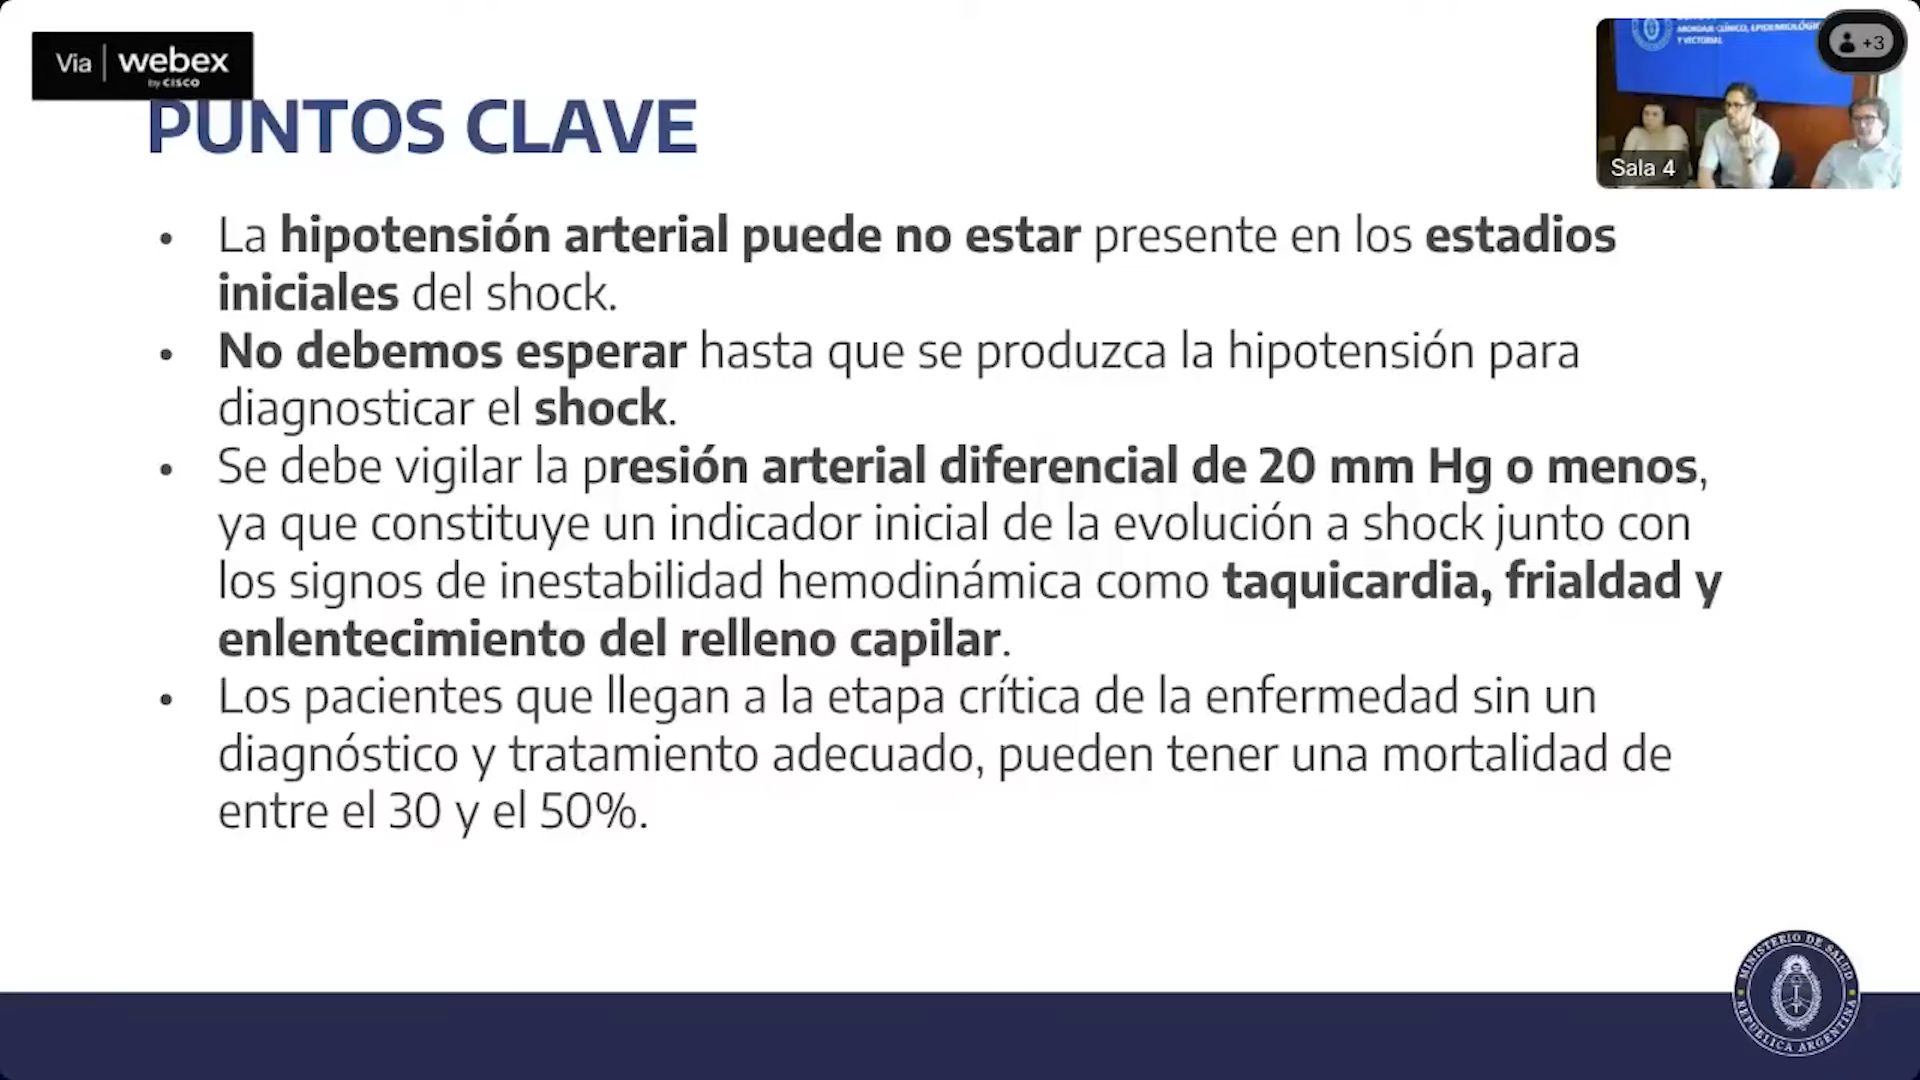 Via | webex
by CISCO
ABORDAJE CLÍNICO, EPIDEMIOLÓGI
Y VECTORIAL
+3
Sala 4
PUNTOS CLAVE
• La hipotensión arterial puede no estar presente en los estadios
iniciales del shock.
• No debemos esperar hasta que se produzca la hipotensión para
diagnosticar el shock.
• Se debe vigilar la presión arterial diferencial de 20 mm Hg o menos,
ya que constituye un indicador inicial de la evolución a shock junto con
los signos de inestabilidad hemodinámica como taquicardia, frialdad y
enlentecimiento del relleno capilar.
• Los pacientes que llegan a la etapa crítica de la enfermedad sin un
diagnóstico y tratamiento adecuado, pueden tener una mortalidad de
entre el 30 y el 50%.
MINISTERIO DE SALUD
REPÚBLICA ARGENTINA